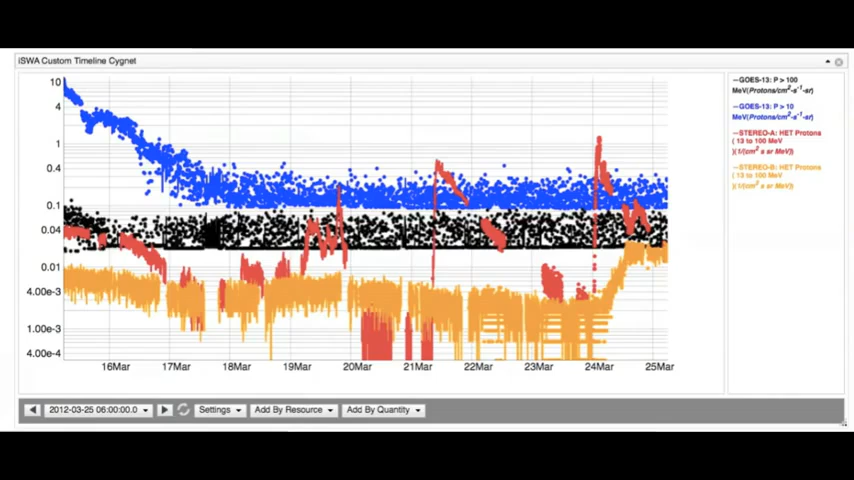 iSWA Custom Timeline Cygnet
—GOES-13: P > 100
MeV(Protons/cm²-s⁻¹-sr)
—GOES-13: P > 10
MeV(Protons/cm²-s⁻¹-sr)
—STEREO-A: HET Protons
( 13 to 100 MeV
)(1/(cm² s sr MeV))
—STEREO-B: HET Protons
( 13 to 100 MeV
)(1/(cm² s sr MeV))
10
4
1
0.4
0.1
0.04
0.01
4.00e-3
1.00e-3
4.00e-4
16Mar 17Mar 18Mar 19Mar 20Mar 21Mar 22Mar 23Mar 24Mar 25Mar
2012-03-25 06:00:00.0 Settings Add By Resource Add By Quantity